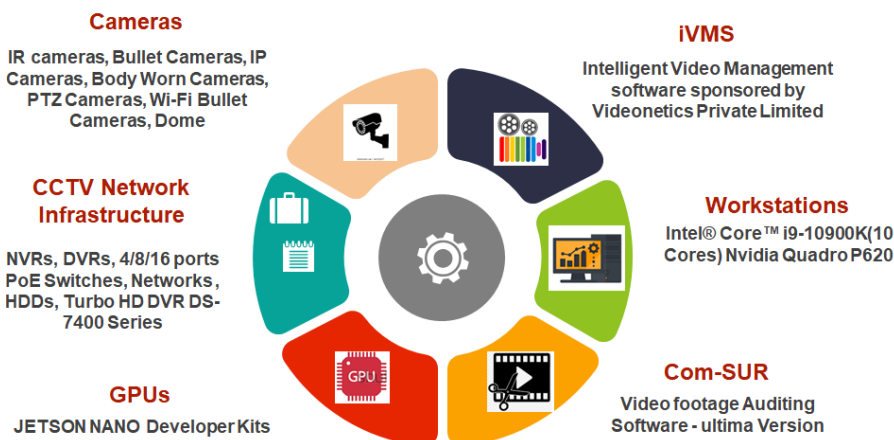 Cameras
IR cameras, Bullet Cameras, IP
Cameras, Body Worn Cameras,
PTZ Cameras, Wi-Fi Bullet
Cameras, Dome
CCTV Network
Infrastructure
NVRs, DVRs, 4/8/16 ports
PoE Switches, Networks ,
HDDs, Turbo HD DVR DS-
7400 Series
GPUs
JETSON NANO Developer Kits
GPU
iVMS
Intelligent Video Management
software sponsored by
Videonetics Private Limited
Workstations
Intel® Core™ i9-10900K(10
Cores) Nvidia Quadro P620
Com-SUR
Video footage Auditing
Software - ultima Version